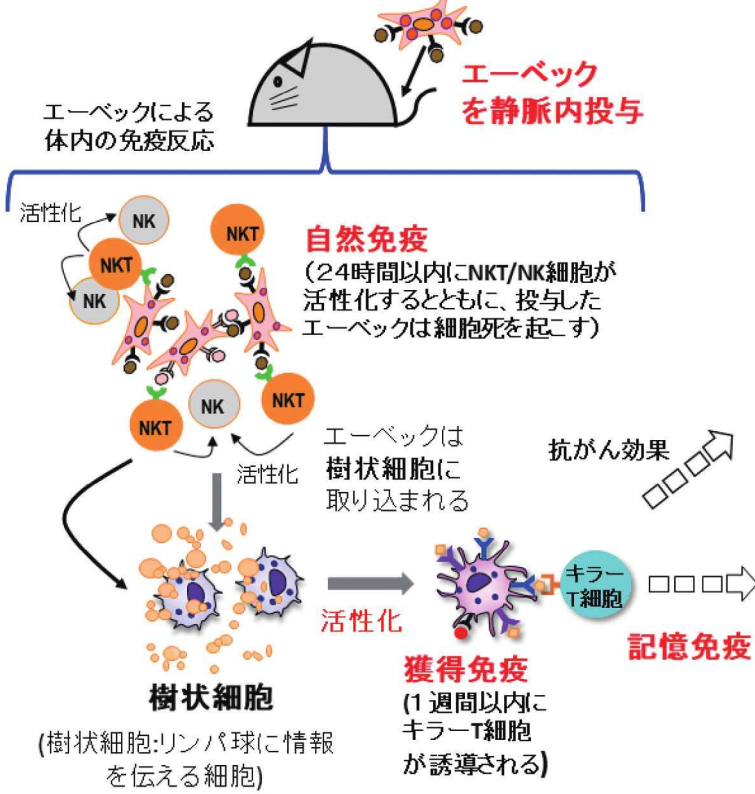 エーベック
を静脈内投与
エーベックによる
体内の免疫反応
活性化
NK
NKT
NK
NKT
自然免疫
（24時間以内にNKT/NK細胞が
活性化するとともに、投与した
エーベックは細胞死を起こす）
NKT
NK
NKT
活性化
エーベックは
樹状細胞に
取り込まれる
抗がん効果
活性化
キラー
T細胞
記憶免疫
樹状細胞
(樹状細胞:リンパ球に情報
を伝える細胞)
獲得免疫
(１週間以内に
キラーT細胞
が誘導される)